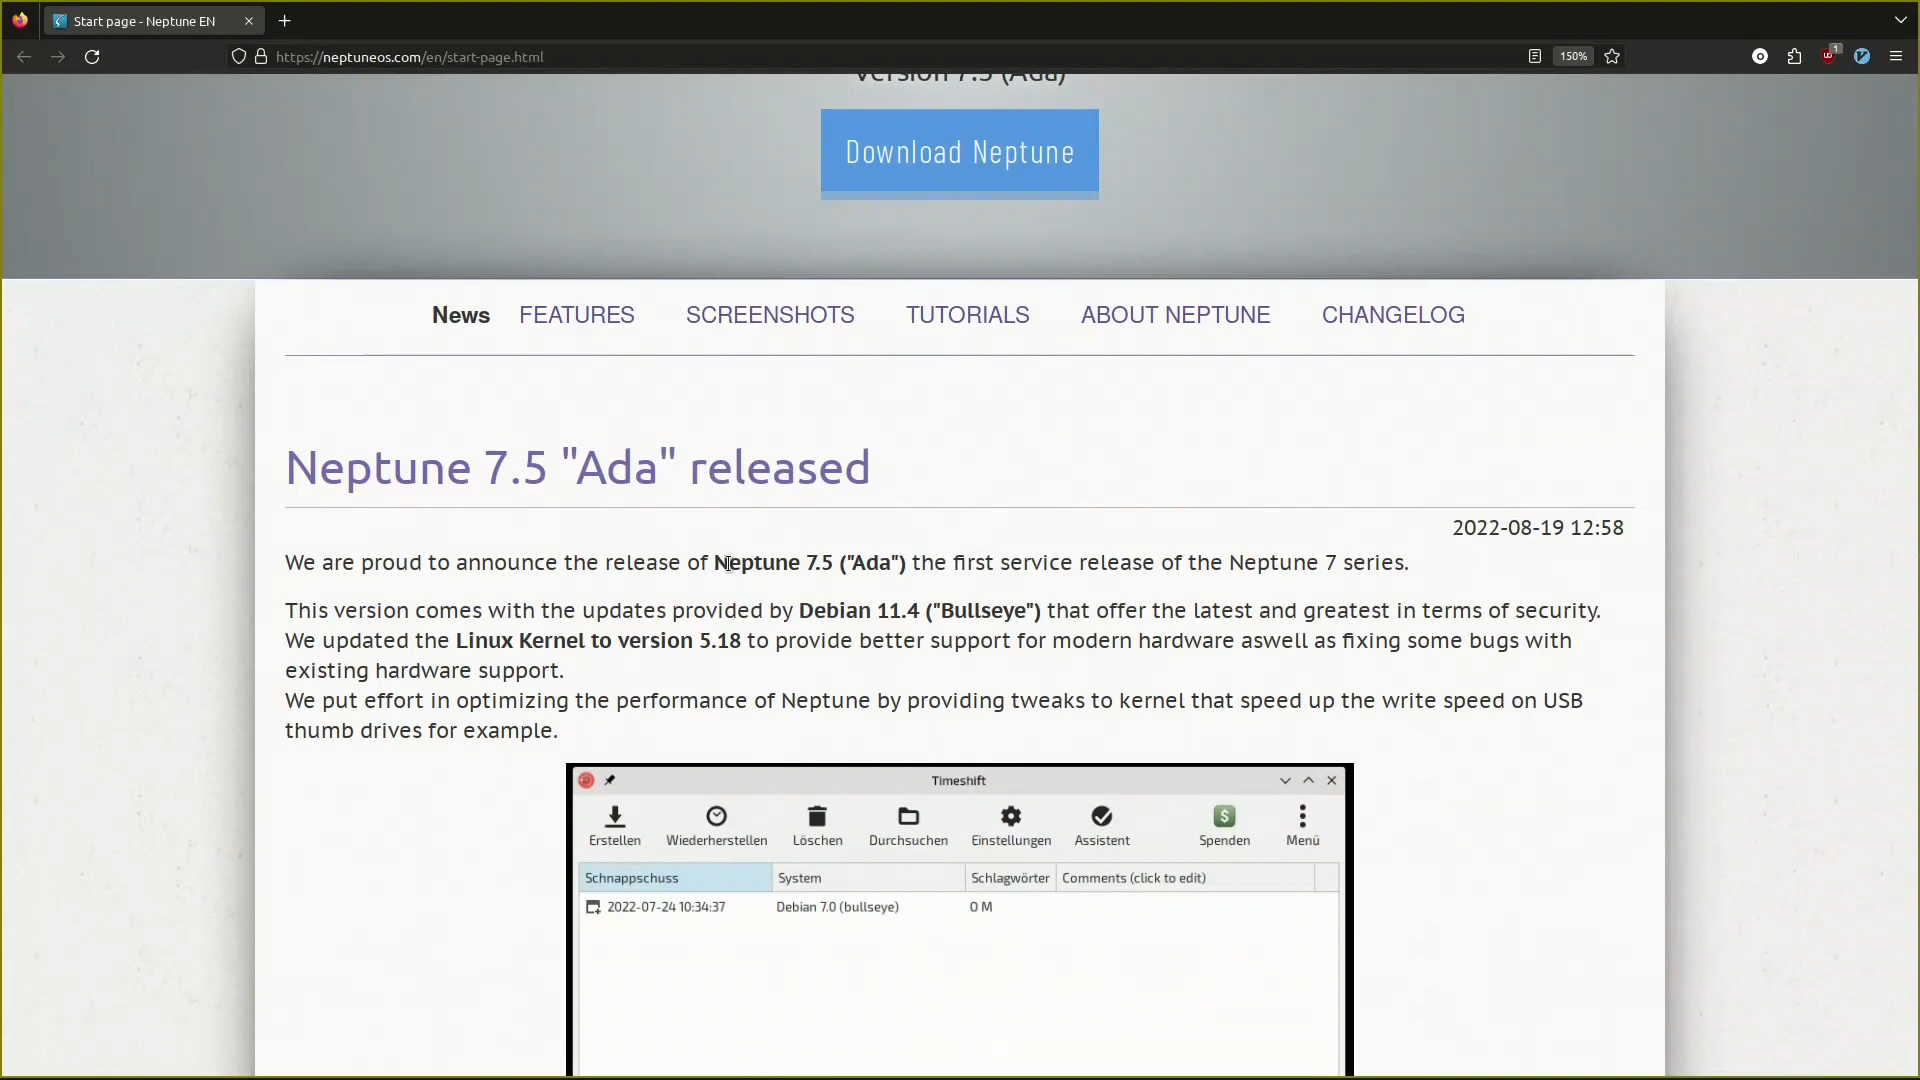 Start page - Neptune EN
https://neptuneos.com/en/start-page.html
150%
1
Version 7.5 (Ada)
Download Neptune
News FEATURES SCREENSHOTS TUTORIALS ABOUT NEPTUNE CHANGELOG
Neptune 7.5 "Ada" released
2022-08-19 12:58
We are proud to announce the release of Neptune 7.5 ("Ada") the first service release of the Neptune 7 series.
This version comes with the updates provided by Debian 11.4 ("Bullseye") that offer the latest and greatest in terms of security.
We updated the Linux Kernel to version 5.18 to provide better support for modern hardware aswell as fixing some bugs with
existing hardware support.
We put effort in optimizing the performance of Neptune by providing tweaks to kernel that speed up the write speed on USB
thumb drives for example.
Timeshift
Erstellen Wiederherstellen Löschen Durchsuchen Einstellungen Assistent Spenden Menü
Schnappschuss System Schlagwörter Comments (click to edit)
2022-07-24 10:34:37 Debian 7.0 (bullseye) O M